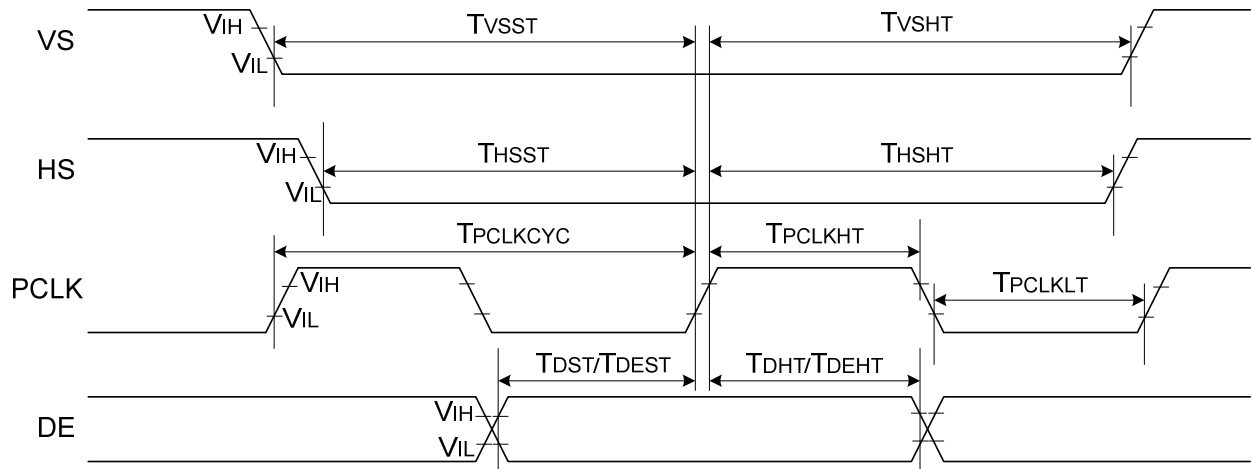 VS
VIH
VIL
TVSST
TVSHT
HS
VIH
VIL
THSST
THSHT
PCLK
VIH
VIL
TPCLKCYC
TPCLKHT
TPCLKLT
DE
VIH
VIL
TDST/TDEST
TDHT/TDEHT